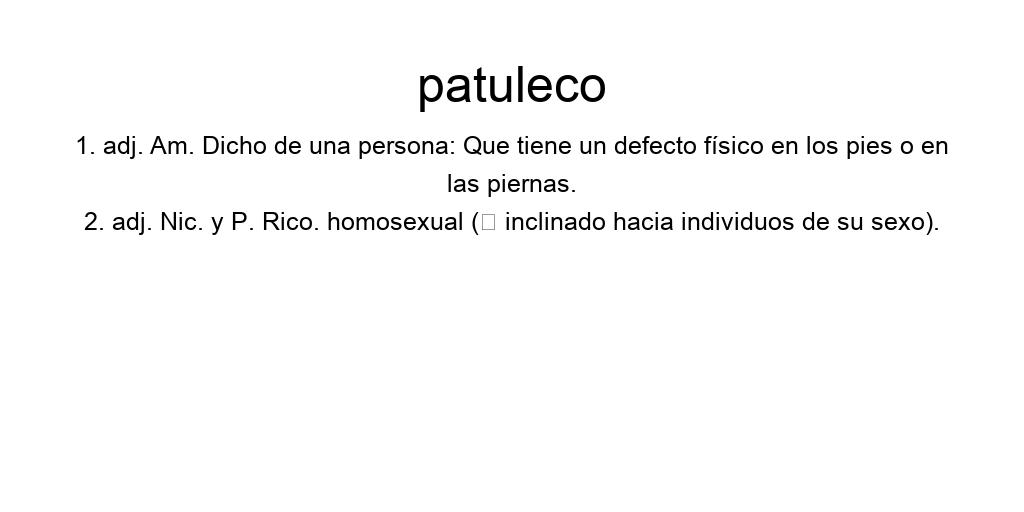 patuleco
1. adj. Am. Dicho de una persona: Que tiene un defecto físico en los pies o en
las piernas.
2. adj. Nic. y P. Rico. homosexual (□ inclinado hacia individuos de su sexo).